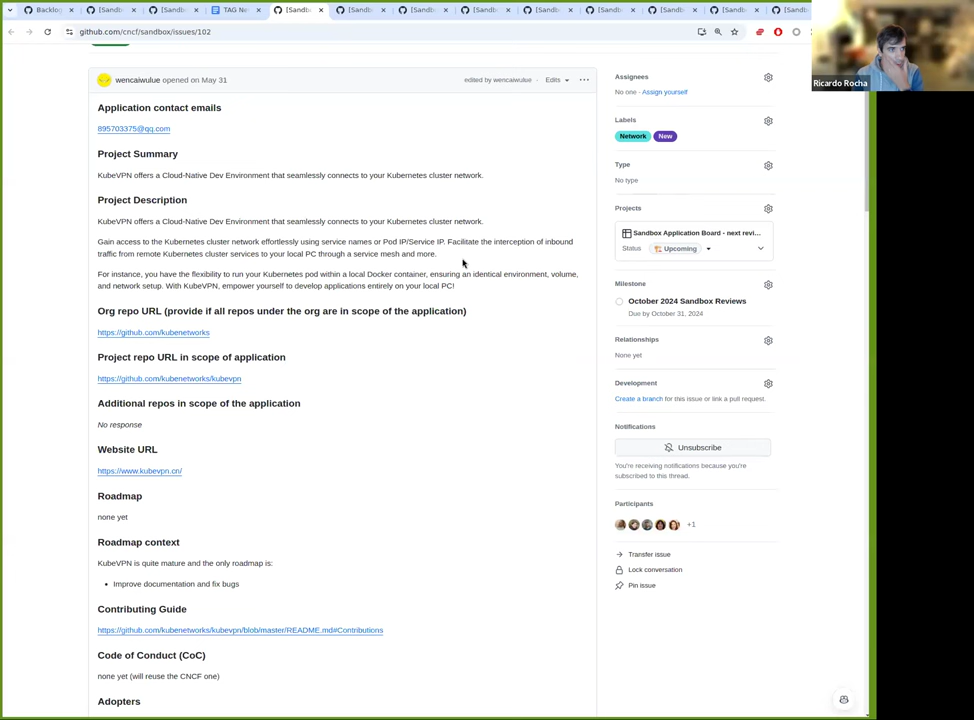 Backlog
[Sandb
[Sandb
TAG Ne
[Sandb
[Sandb
[Sandb
[Sandb
[Sandb
[Sandb
[Sandb
[Sandb
[Sandb
github.com/cncf/sandbox/issues/102
Ricardo Rocha
wencaiwulue opened on May 31
edited by wencaiwulue
Edits
Application contact emails
895703375@qq.com
Project Summary
KubeVPN offers a Cloud-Native Dev Environment that seamlessly connects to your Kubernetes cluster network.
Project Description
KubeVPN offers a Cloud-Native Dev Environment that seamlessly connects to your Kubernetes cluster network.
Gain access to the Kubernetes cluster network effortlessly using service names or Pod IP/Service IP. Facilitate the interception of inbound
traffic from remote Kubernetes cluster services to your local PC through a service mesh and more.
For instance, you have the flexibility to run your Kubernetes pod within a local Docker container, ensuring an identical environment, volume,
and network setup. With KubeVPN, empower yourself to develop applications entirely on your local PC!
Org repo URL (provide if all repos under the org are in scope of the application)
https://github.com/kubenetworks
Project repo URL in scope of application
https://github.com/kubenetworks/kubevpn
Additional repos in scope of the application
No response
Website URL
https://www.kubevpn.cn/
Roadmap
none yet
Roadmap context
KubeVPN is quite mature and the only roadmap is:
• Improve documentation and fix bugs
Contributing Guide
https://github.com/kubenetworks/kubevpn/blob/master/README.md#Contributions
Code of Conduct (CoC)
none yet (will reuse the CNCF one)
Adopters
Assignees
No one - Assign yourself
Labels
Network New
Type
No type
Projects
Sandbox Application Board - next revi...
Status 🏗 Upcoming
Milestone
October 2024 Sandbox Reviews
Due by October 31, 2024
Relationships
None yet
Development
Create a branch for this issue or link a pull request.
Notifications
Unsubscribe
You're receiving notifications because you're
subscribed to this thread.
Participants
+1
Transfer issue
Lock conversation
Pin issue